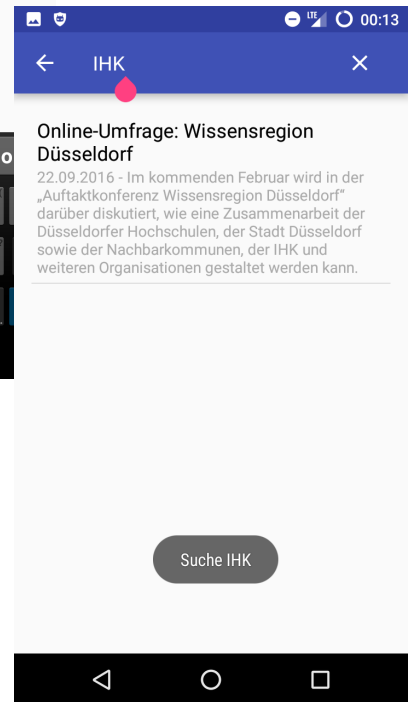 LTE 00:13
IHK
Online-Umfrage: Wissensregion
Düsseldorf
22.09.2016 - Im kommenden Februar wird in der
„Auftaktkonferenz Wissensregion Düsseldorf“
darüber diskutiert, wie eine Zusammenarbeit der
Düsseldorfer Hochschulen, der Stadt Düsseldorf
sowie der Nachbarkommunen, der IHK und
weiteren Organisationen gestaltet werden kann.
Suche IHK